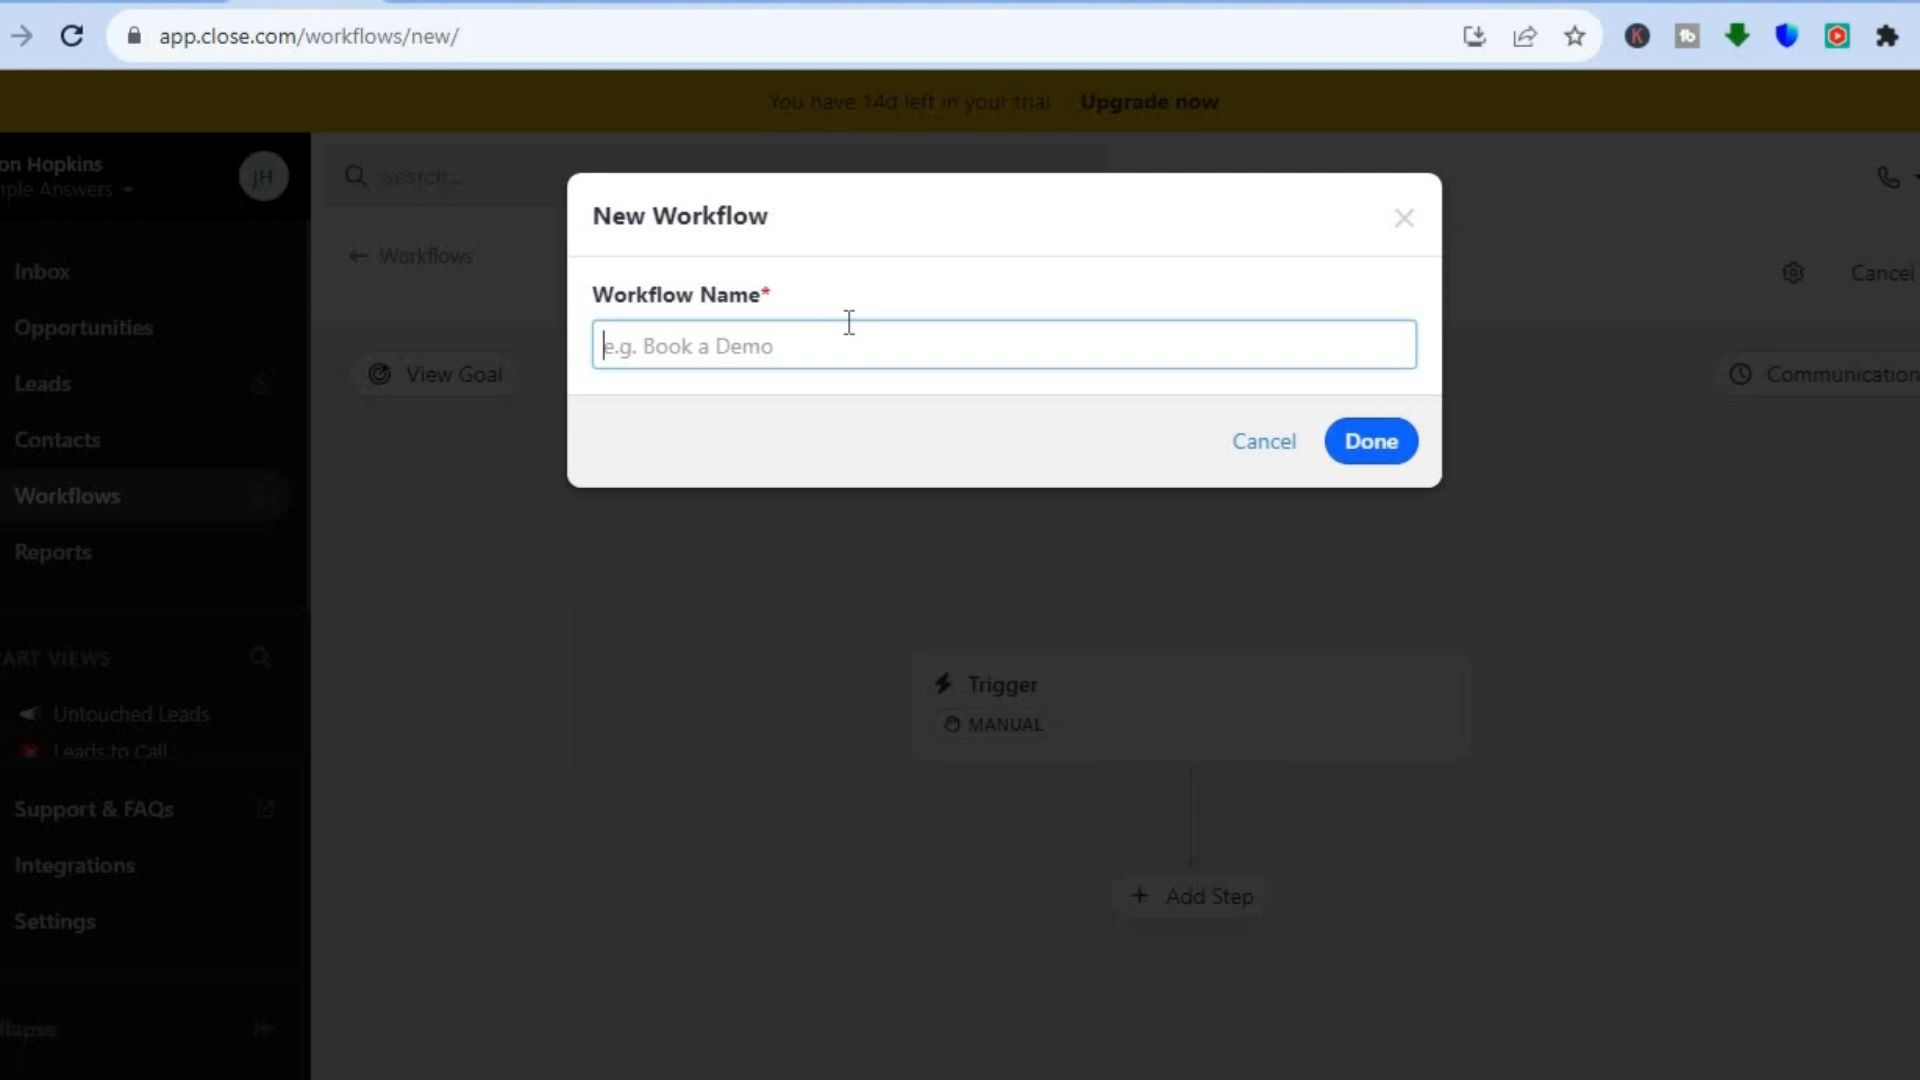 app.close.com/workflows/new/
You have 14d left in your trial Upgrade now
on Hopkins
JH
ple Answers
Search...
New Workflow
← Workflows
Workflow Name*
e.g. Book a Demo
Cancel
Inbox
Opportunities
Leads
Contacts
Workflows
Reports
View Goal
Communication
Cancel Done
Trigger
MANUAL
+ Add Step
ART VIEWS
Untouched Leads
Leads to Call
Support & FAQs
Integrations
Settings
llapse